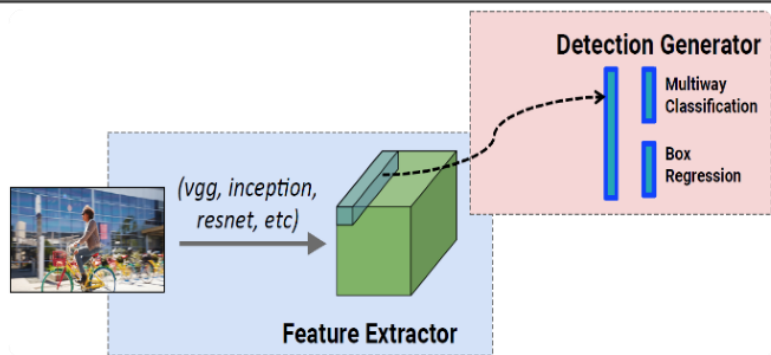 Detection Generator
Multiway
Classification
Box
Regression
(vgg, inception,
resnet, etc)
Feature Extractor